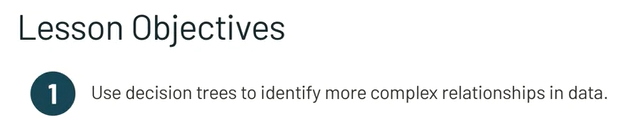 Lesson Objectives
1 Use decision trees to identify more complex relationships in data.